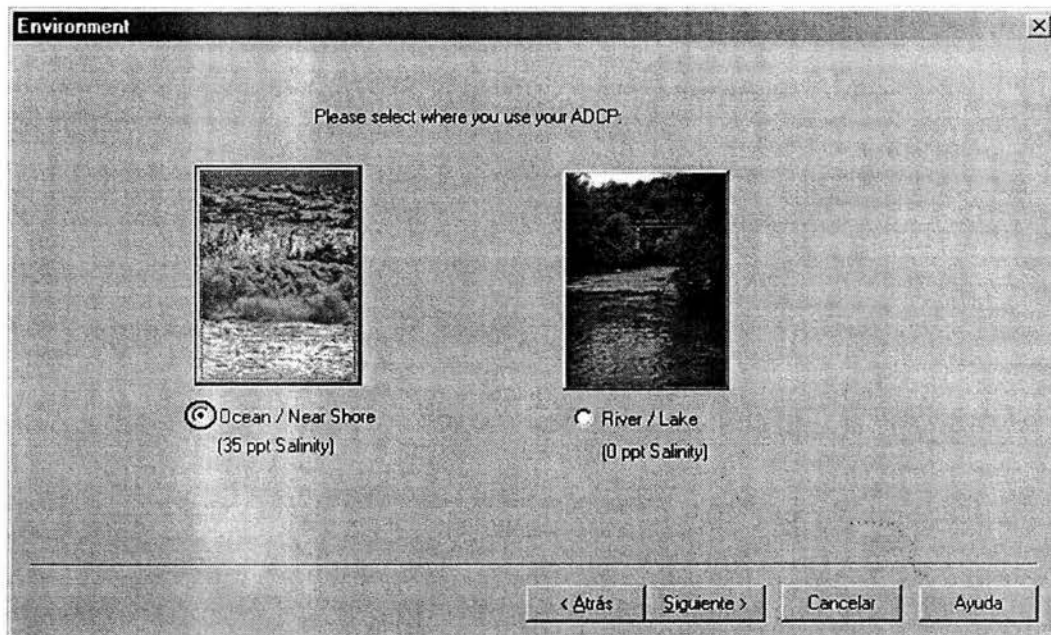 Environment
Please select where you use your ADCP:
Ocean / Near Shore
(35 ppt Salinity)
River / Lake
(0 ppt Salinity)
< Atrás
Siguiente >
Cancelar
Ayuda